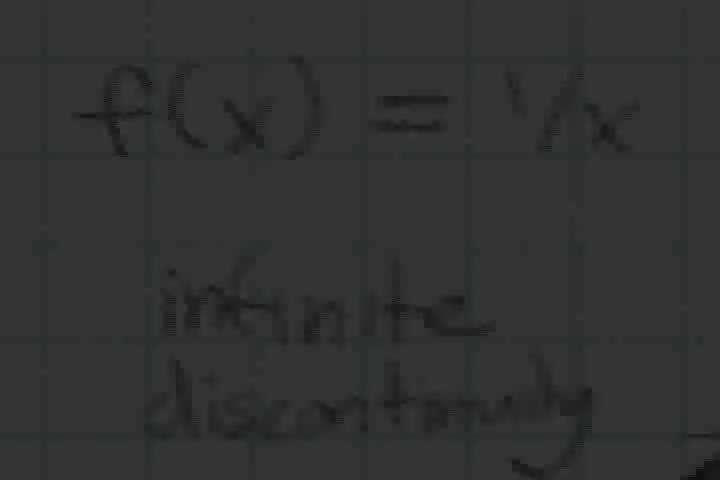 f(x) = 1/x
infinite
discontinuity